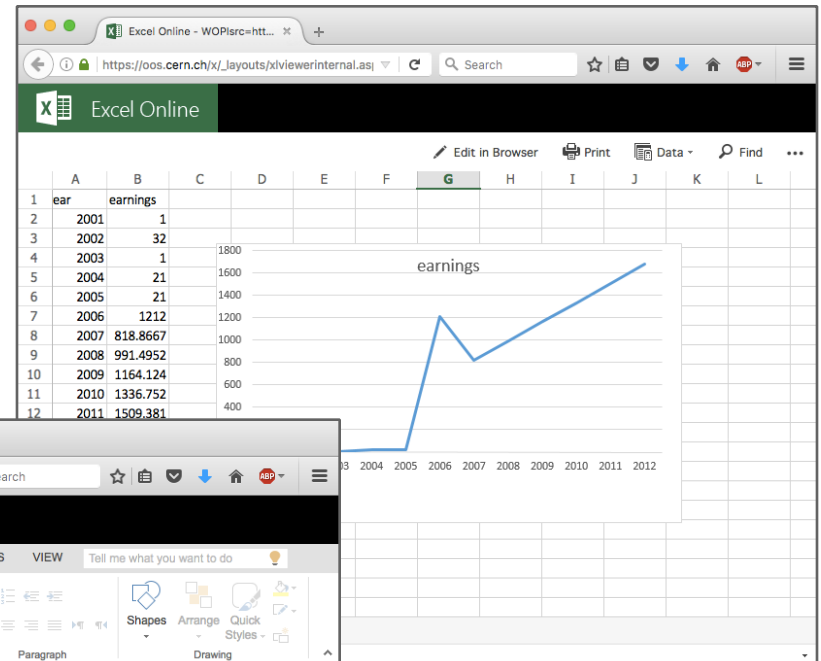 Excel Online - WOPIsrc=htt... × +
https://oos.cern.ch/x/_layouts/xlviewerinternal.as Search ABP
Excel Online
Edit in Browser Print Data Find •••
A B C D E F G H I J K L
1 ear earnings
2 2001 1
3 2002 32
4 2003 1
5 2004 21
6 2005 21
7 2006 1212
8 2007 818.8667
9 2008 991.4952
10 2009 1164.124
11 2010 1336.752
12 2011 1509.381
earnings
1800
1600
1400
1200
1000
800
600
400
03 2004 2005 2006 2007 2008 2009 2010 2011 2012
earch ABP
S VIEW Tell me what you want to do
Shapes Arrange Quick Styles
Paragraph Drawing